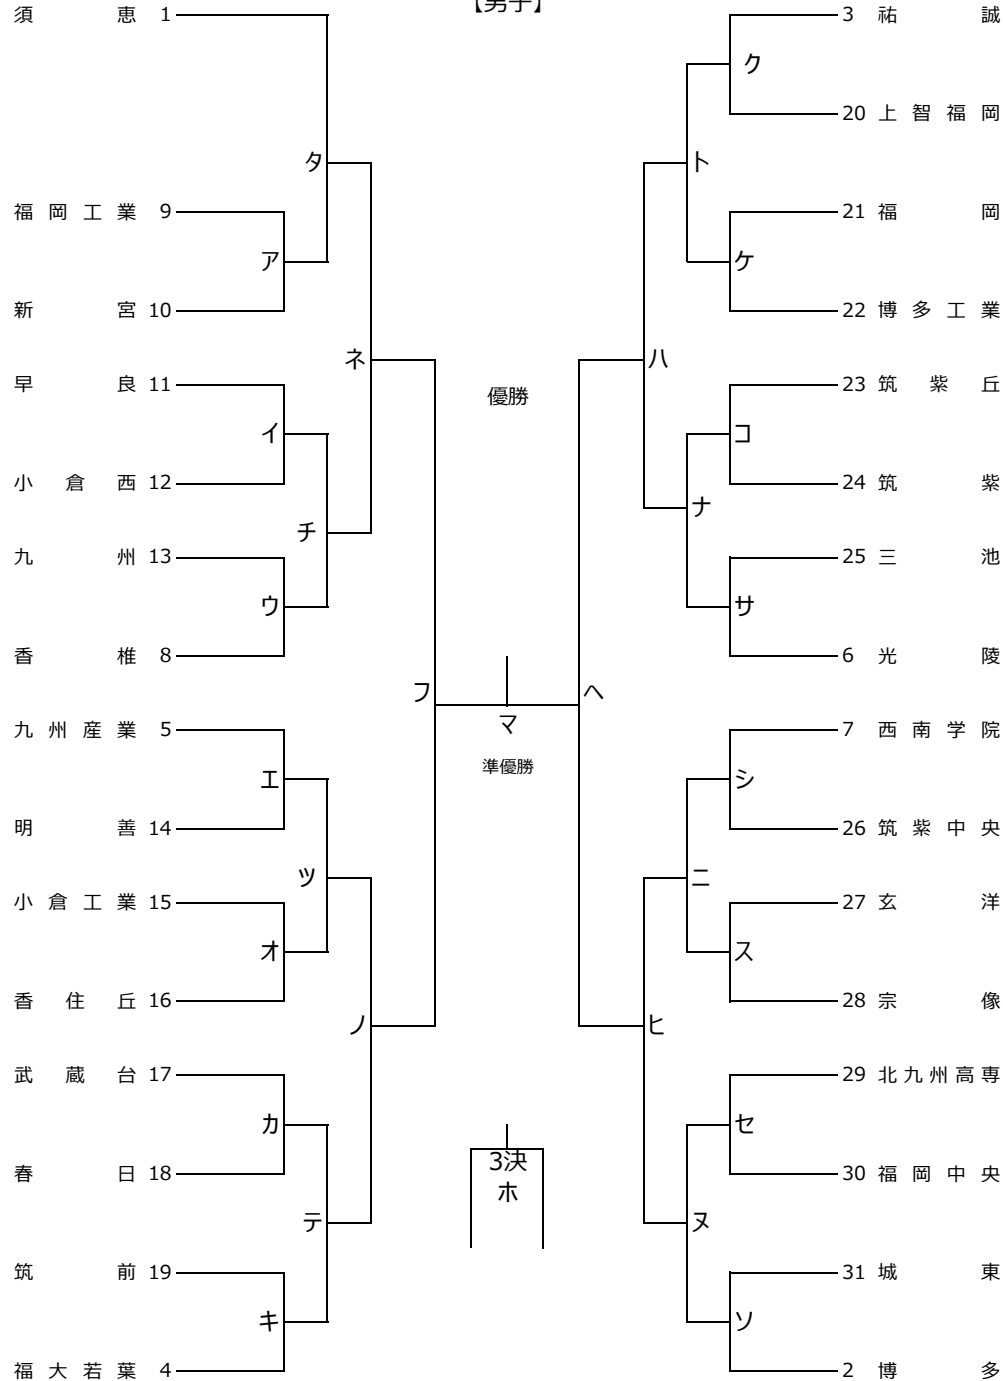 【男子】
須恵 1
タ
福岡工業 9
ア
新宮 10
ネ
早良 11
イ
小倉西 12
チ
九州 13
ウ
香椎 8
フ
九州産業 5
エ
明善 14
ツ
小倉工業 15
オ
香住丘 16
ノ
武蔵台 17
カ
春日 18
テ
筑前 19
キ
福大若葉 4
優勝
マ
準優勝
3決
ホ
3 祐誠
ク
20 上智福岡
ト
21 福岡
ケ
22 博多工業
ハ
23 筑紫丘
コ
24 筑紫
ナ
25 三池
サ
6 光陵
ヘ
7 西南学院
シ
26 筑紫中央
ニ
27 玄洋
ス
28 宗像
ヒ
29 北九州高専
セ
30 福岡中央
ヌ
31 城東
ソ
2 博多